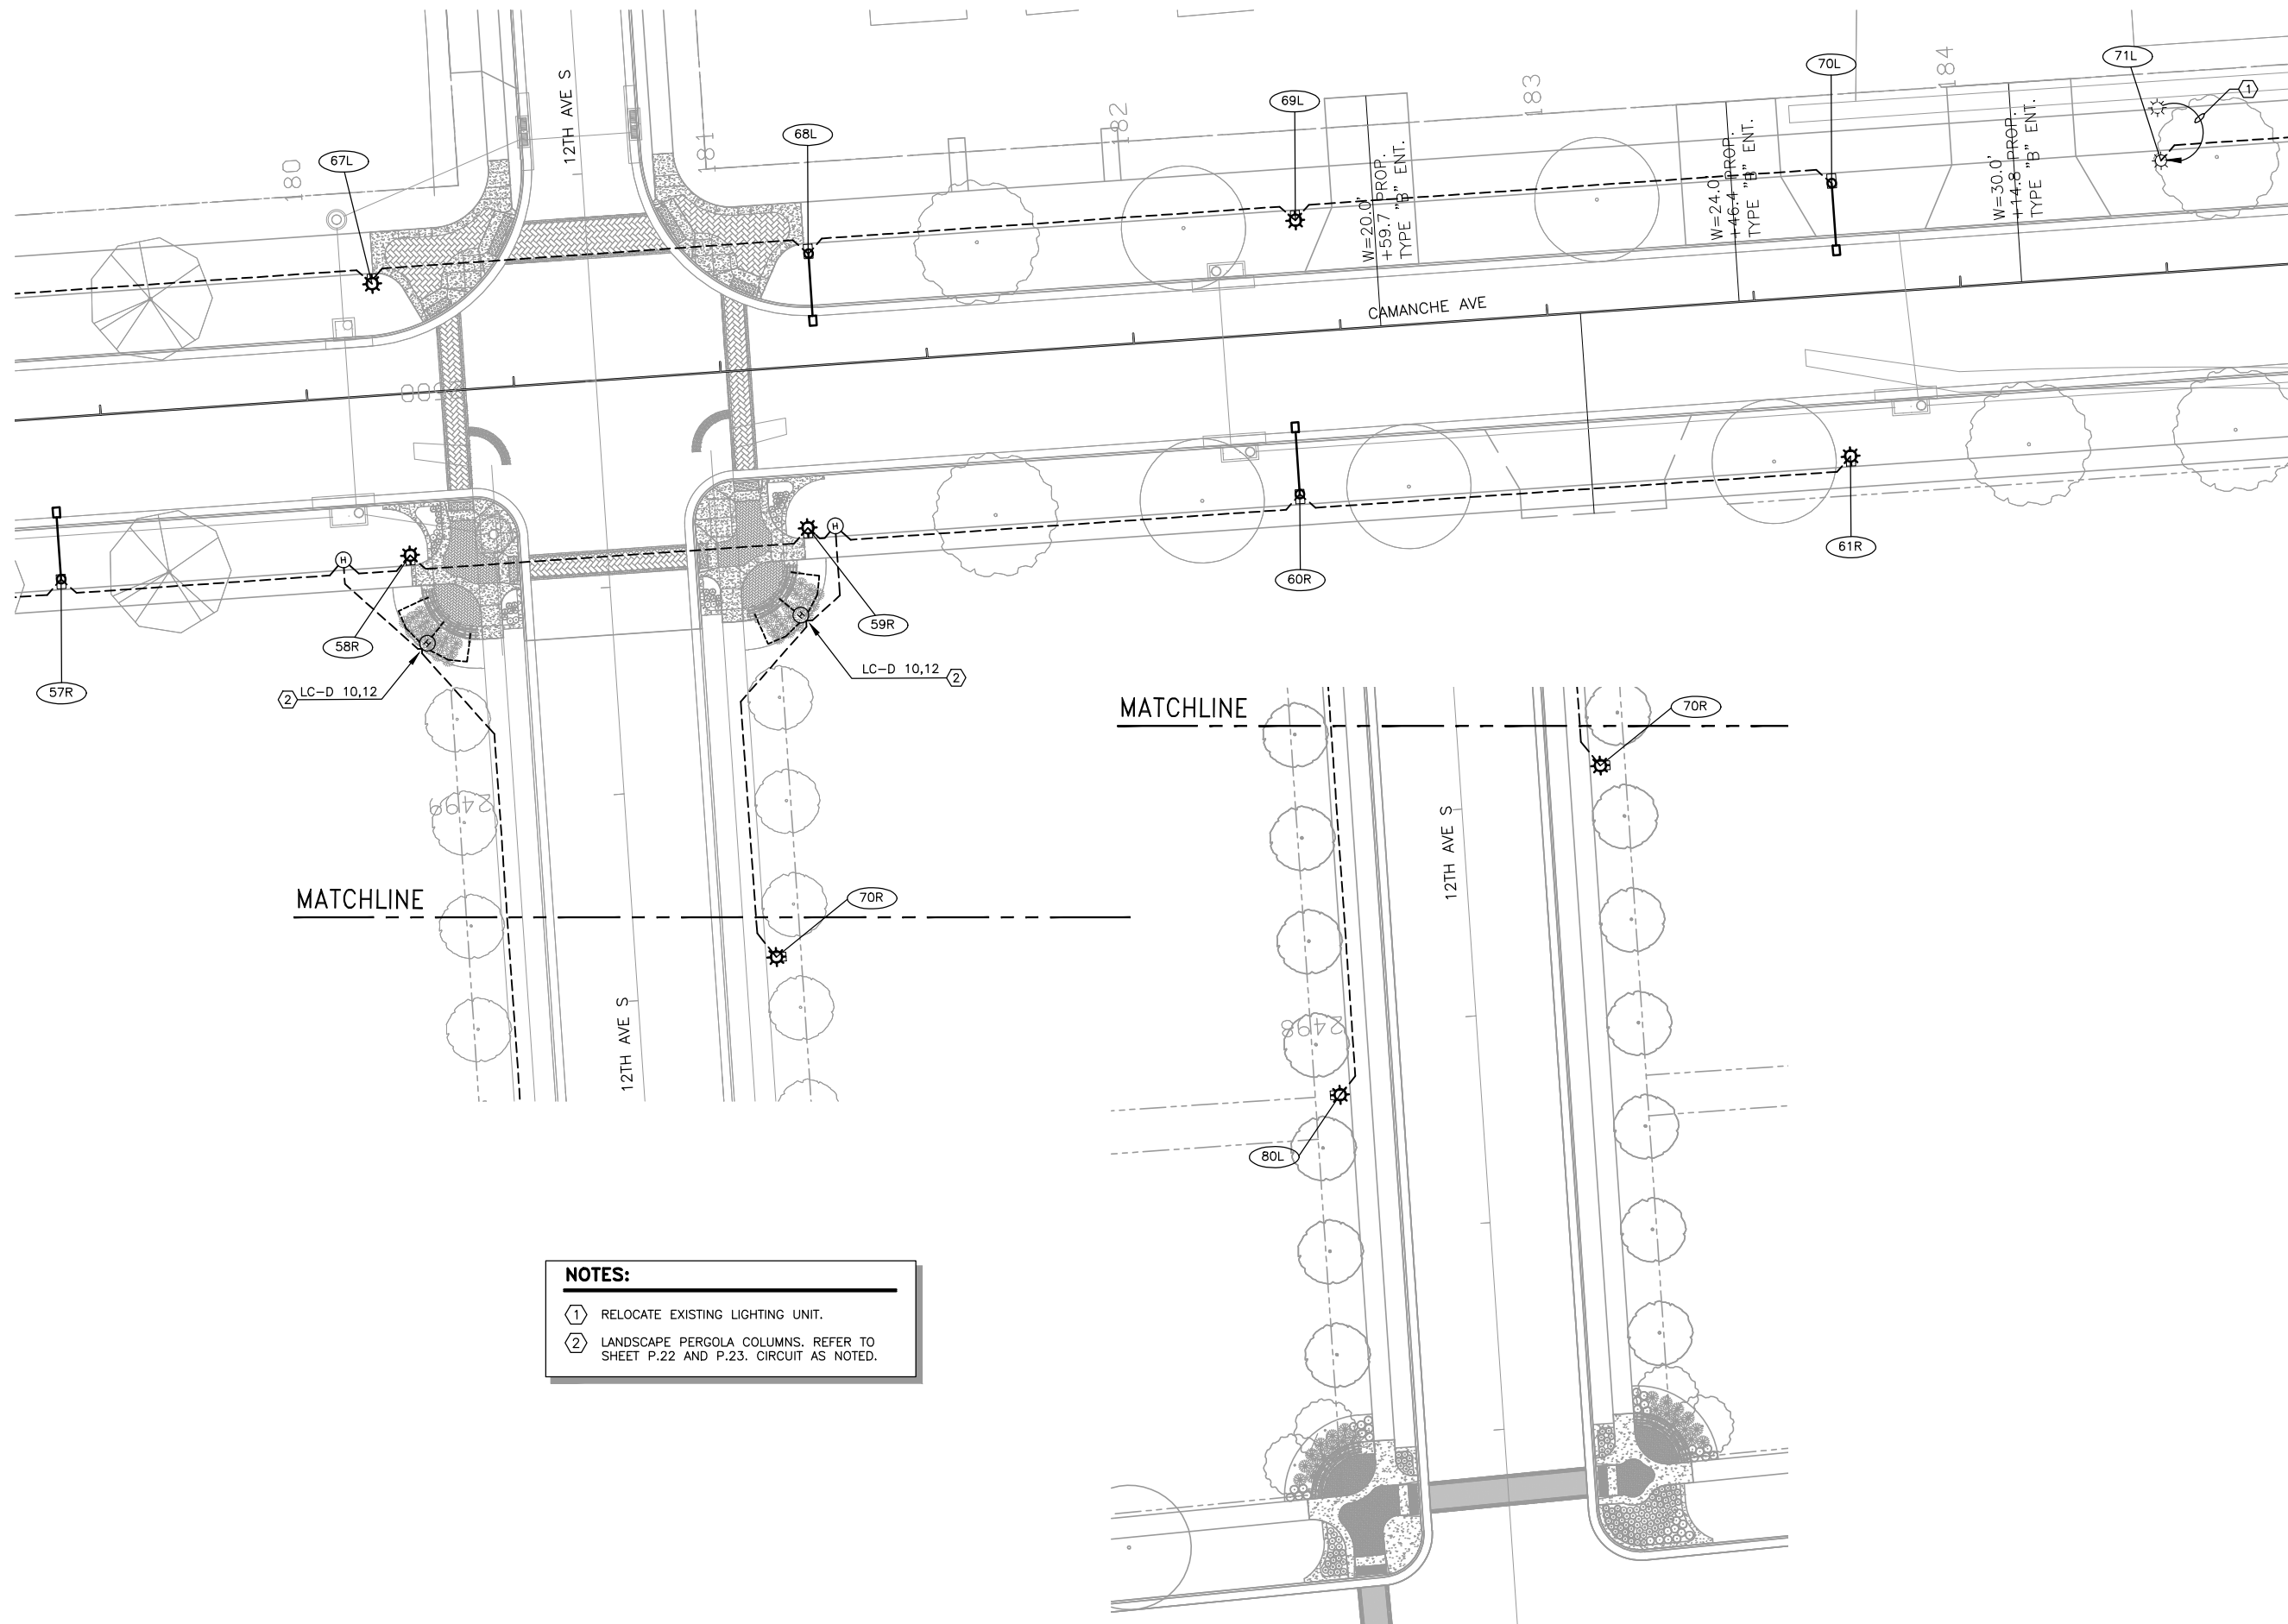 12TH AVE S
180
67L
181
68L
182
69L
183
70L
184
71L
1
W=20.0'
+59.7 PROP.
TYPE "B" ENT.
W=24.0'
+46.4 PROP.
TYPE "B" ENT.
W=30.0'
+14.8 PROP.
TYPE "B" ENT.
CAMANCHE AVE
H
H
H
H
57R
58R
59R
60R
61R
2 LC-D 10,12
LC-D 10,12 2
2499
MATCHLINE
70R
12TH AVE S
MATCHLINE
70R
12TH AVE S
2498
80L
NOTES:
1 RELOCATE EXISTING LIGHTING UNIT.
2 LANDSCAPE PERGOLA COLUMNS. REFER TO
SHEET P.22 AND P.23. CIRCUIT AS NOTED.